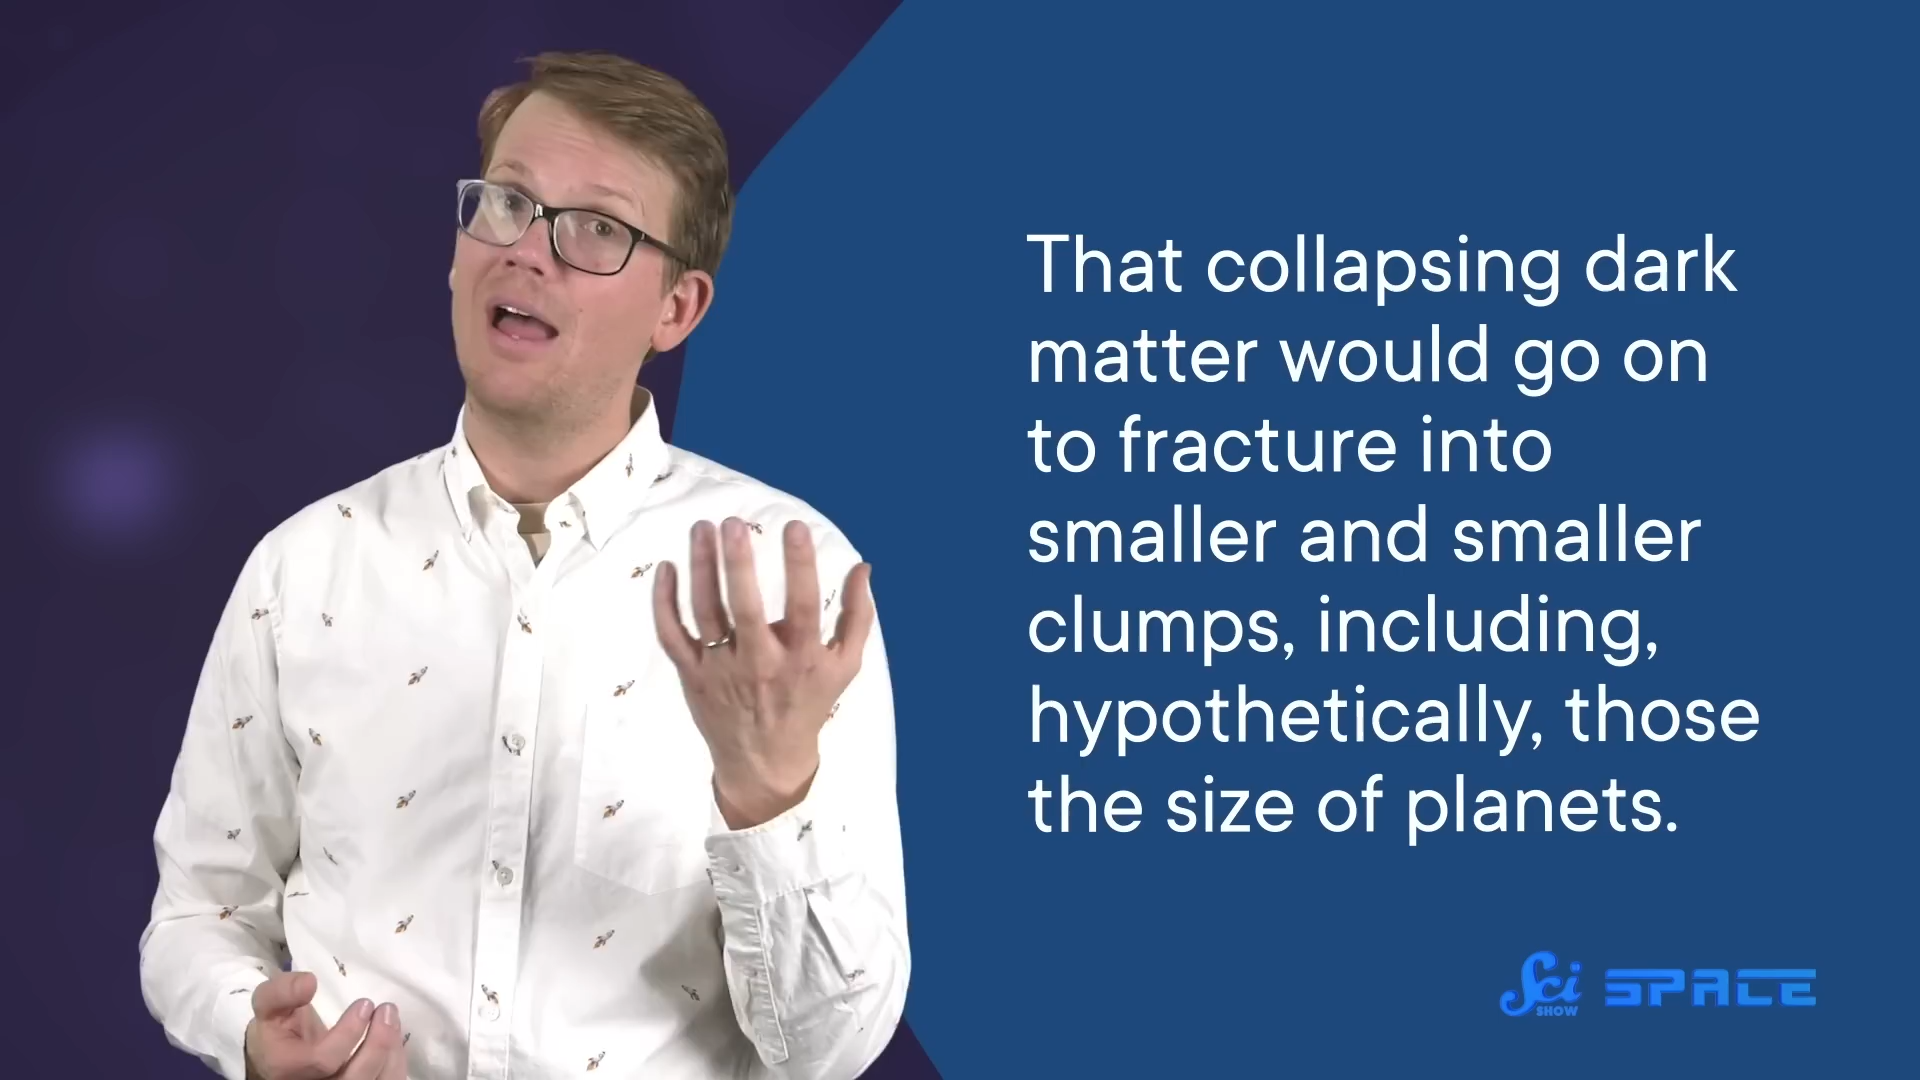 That collapsing dark
matter would go on
to fracture into
smaller and smaller
clumps, including,
hypothetically, those
the size of planets.
Sci SHOW SPACE